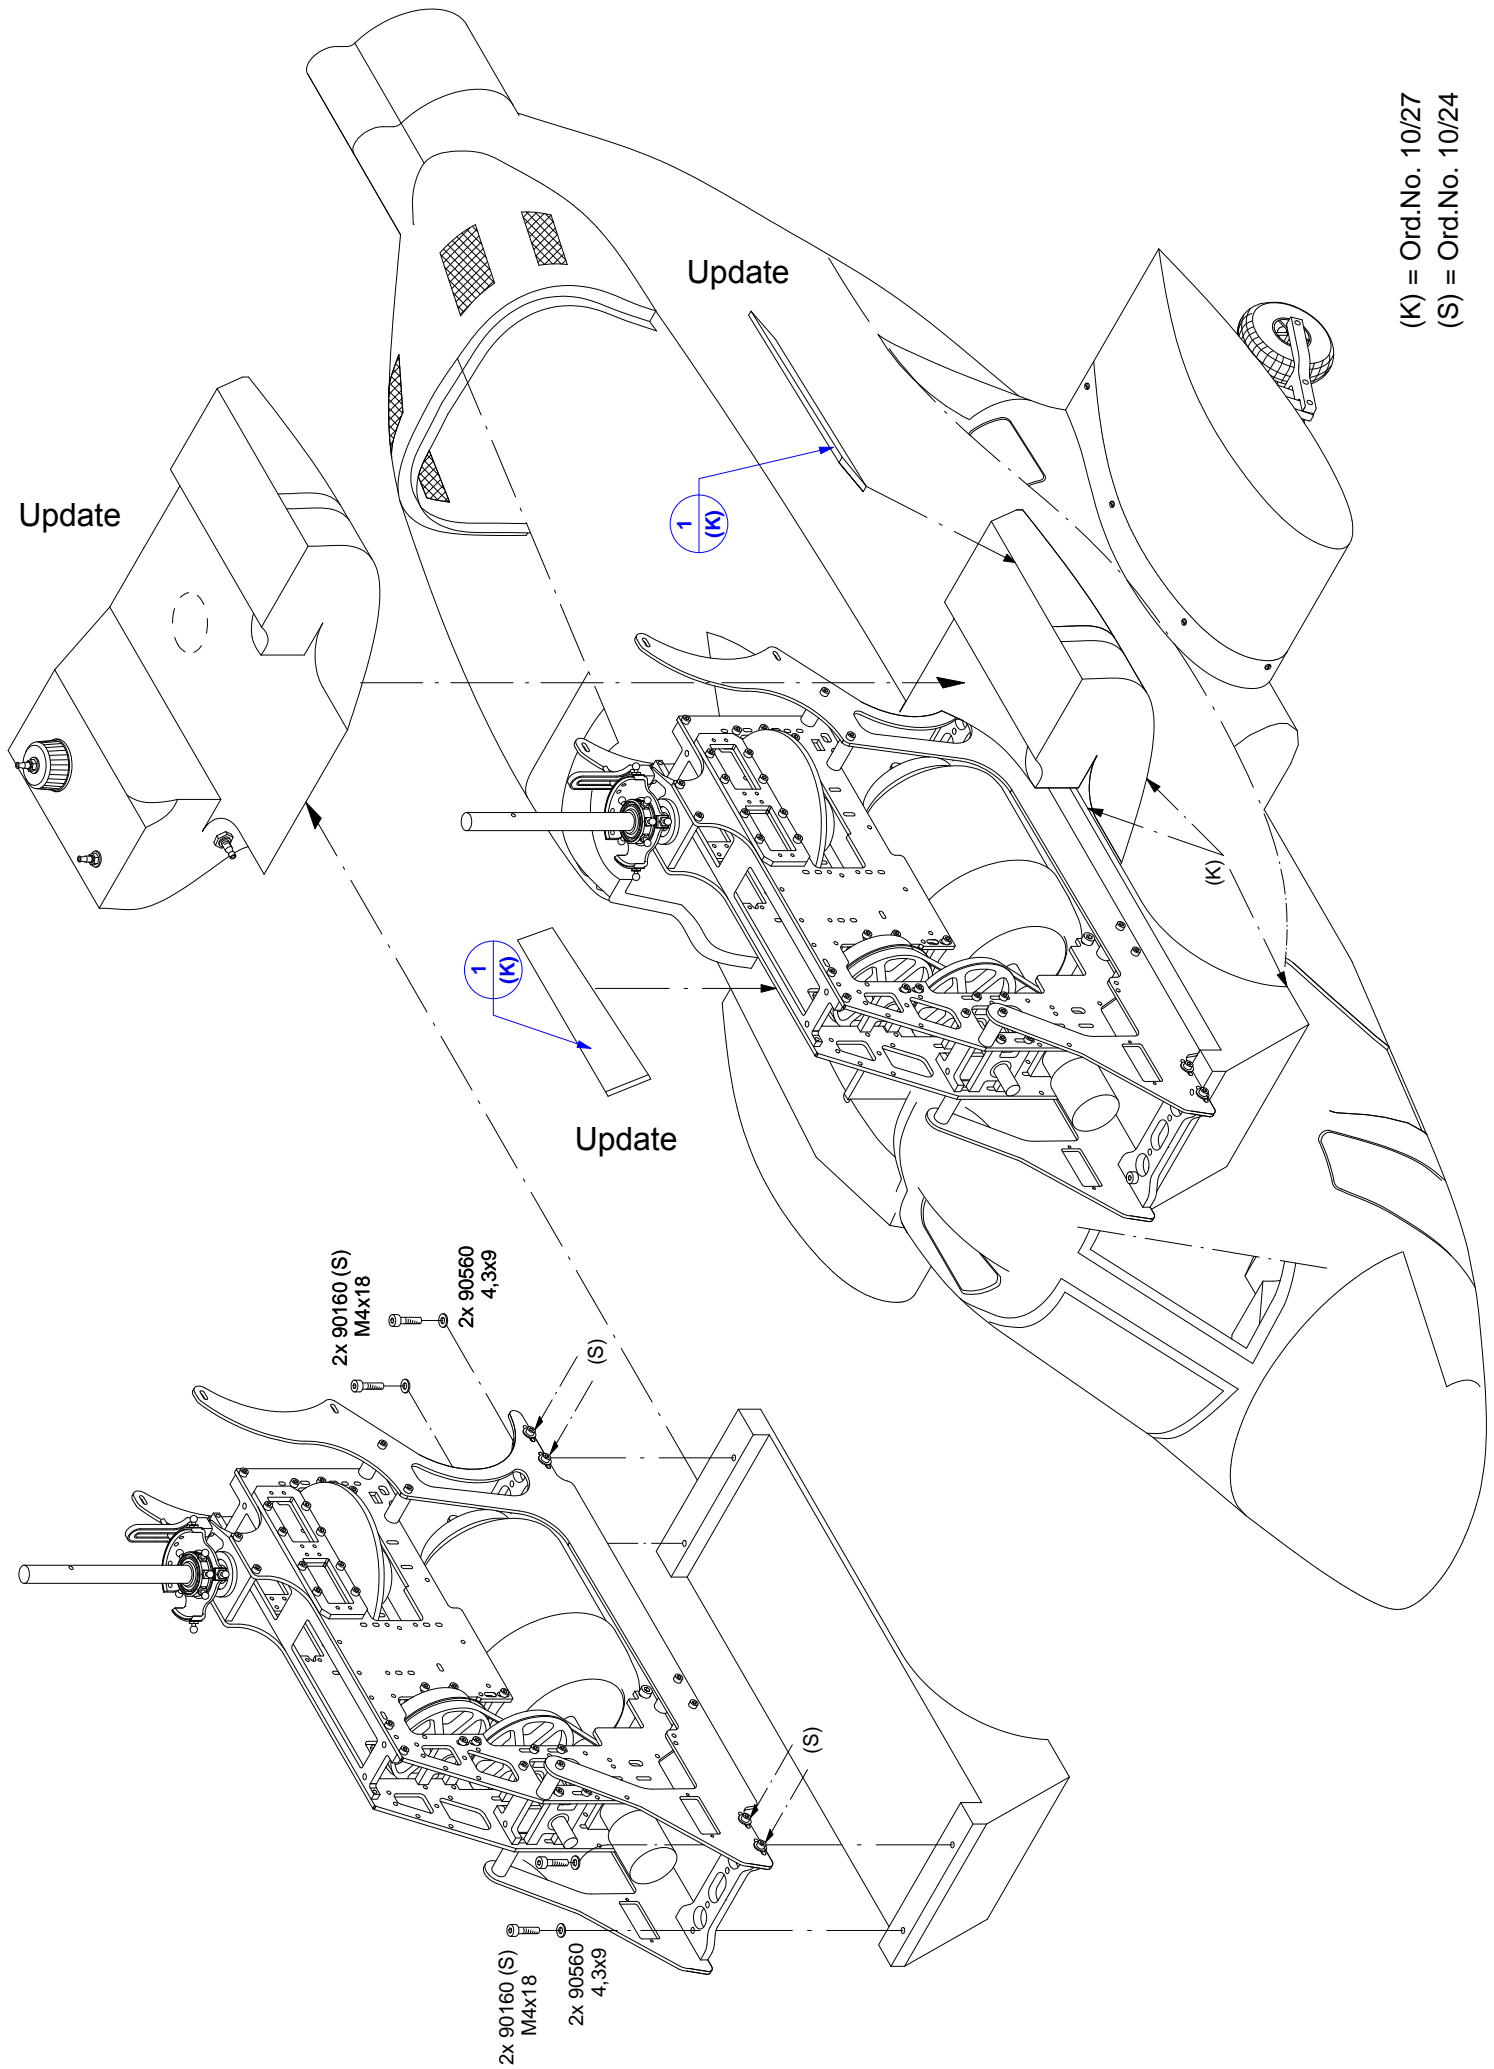 Update
Update
1
(K)
1
(K)
Update
(K)
2x 90160 (S)
M4x18
2x 90560
4,3x9
(S)
(S)
2x 90160 (S)
M4x18
2x 90560
4,3x9
(K) = Ord.No. 10/27
(S) = Ord.No. 10/24